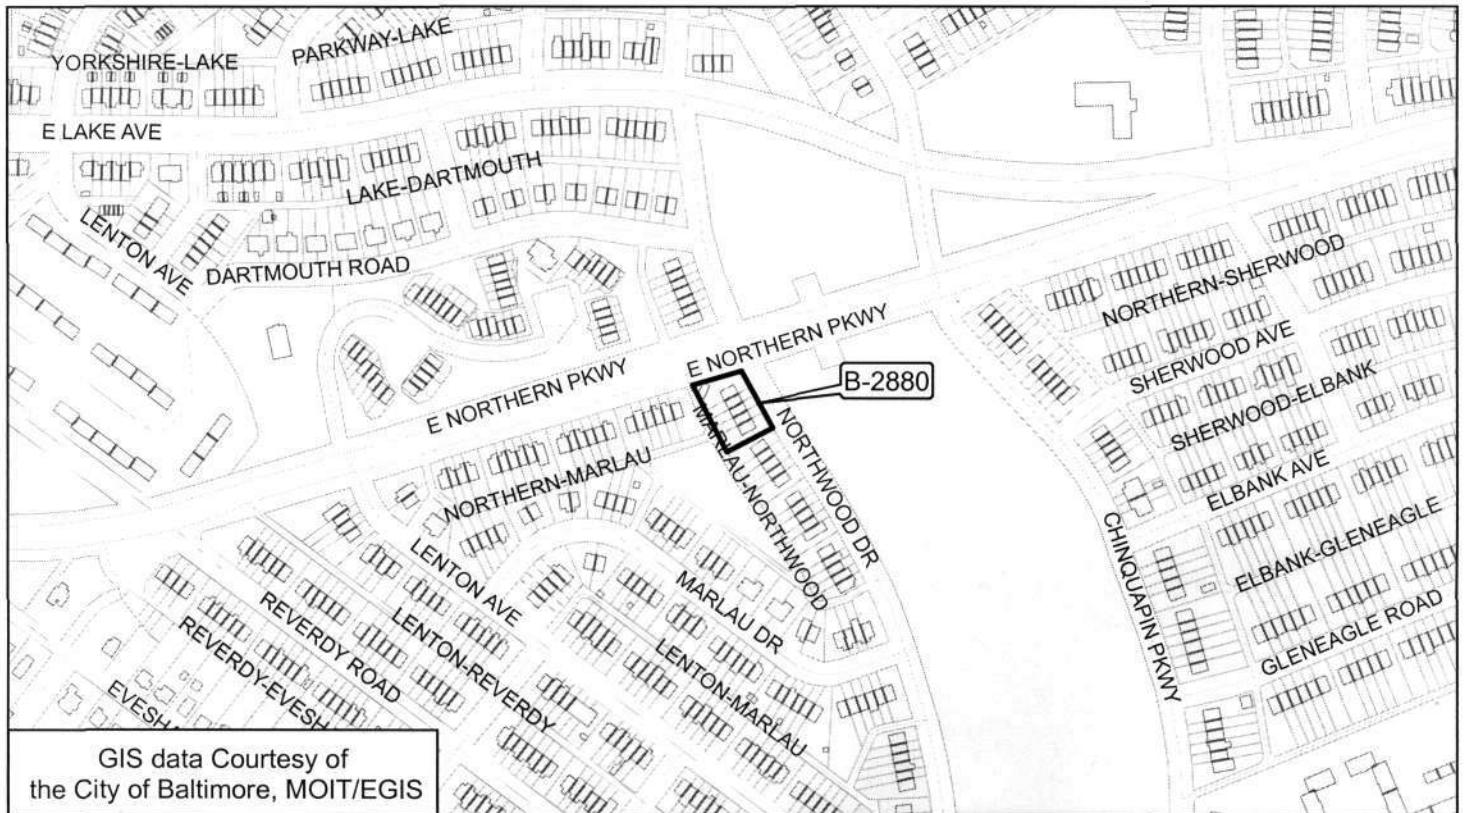 PARKWAY-LAKE
YORKSHIRE-LAKE
E LAKE AVE
LAKE-DARTMOUTH
LENTON AVE
DARTMOUTH ROAD
NORTHERN-SHERWOOD
E NORTHERN PKWY
E NORTHERN PKWY
B-2880
SHERWOOD AVE
SHERWOOD-ELBANK
MARLAU-NORTHWOOD
NORTHWOOD DR
NORTHERN-MARLAU
ELBANK AVE
ELBANK-GLENEAGLE
CHINQUAPIN PKWY
LENTON AVE
MARLAU DR
GLENEAGLE ROAD
REVERDY ROAD
LENTON-REVERDY
LENTON-MARLAU
REVERDY-EVESH
EVESHA
GIS data Courtesy of
the City of Baltimore, MOIT/EGIS